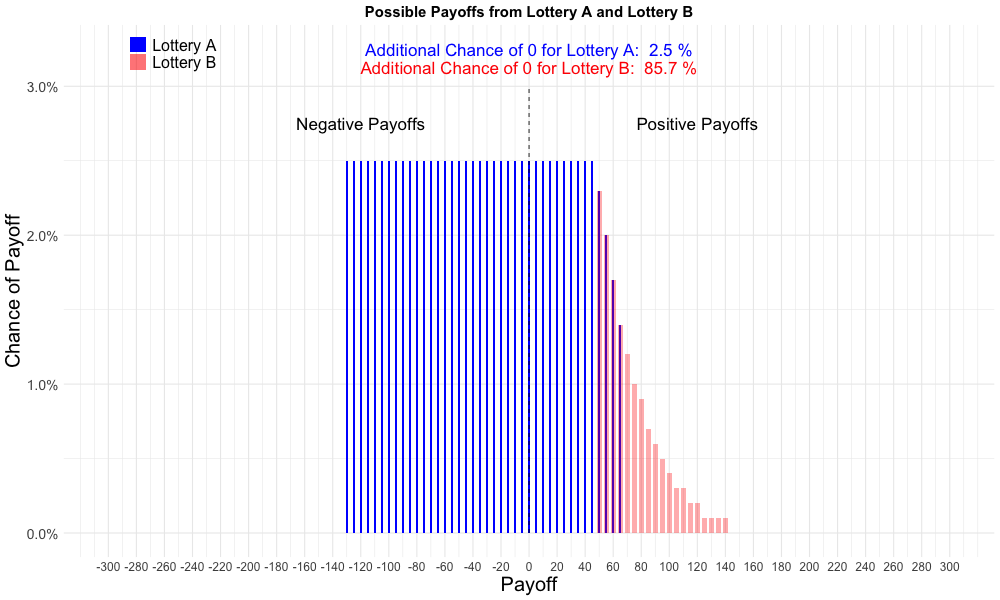 Possible Payoffs from Lottery A and Lottery B
Lottery A
Lottery B
Additional Chance of 0 for Lottery A:  2.5 %
Additional Chance of 0 for Lottery B:  85.7 %
Negative Payoffs
Positive Payoffs
3.0%
2.0%
1.0%
0.0%
Chance of Payoff
-300 -280 -260 -240 -220 -200 -180 -160 -140 -120 -100 -80 -60 -40 -20 0 20 40 60 80 100 120 140 160 180 200 220 240 260 280 300
Payoff